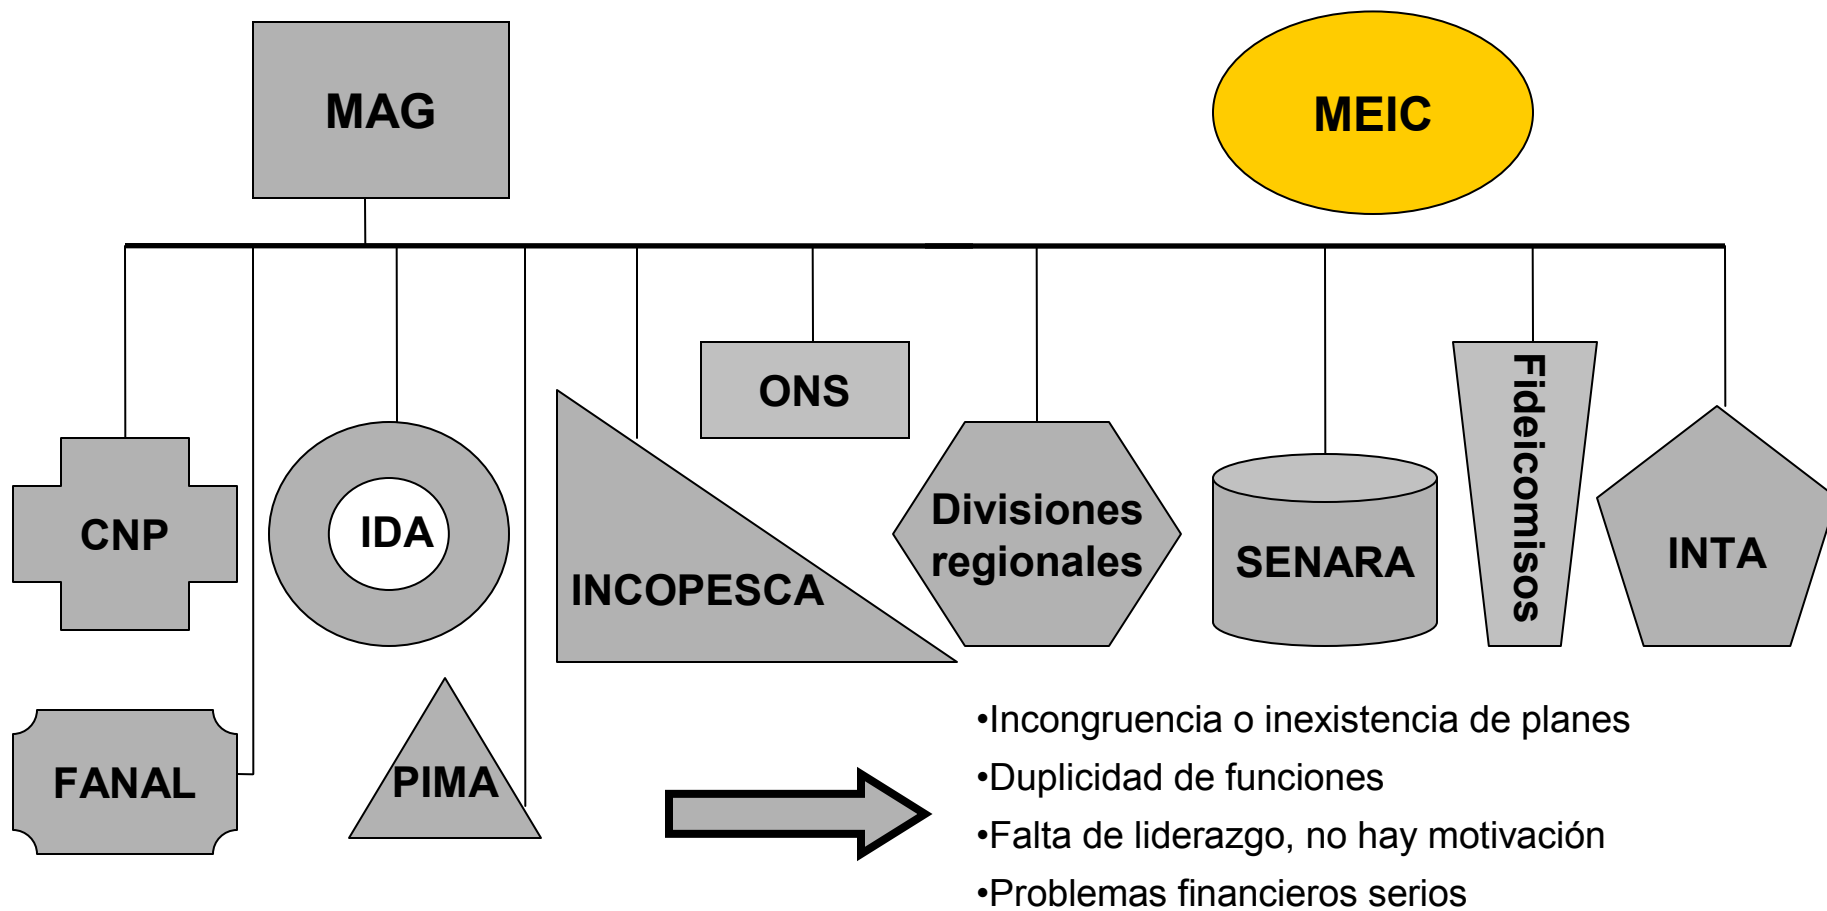 MAG
MEIC
ONS
Fideicomisos
CNP
IDA
INCOPESCA
Divisiones
regionales
SENARA
INTA
FANAL
PIMA
•Incongruencia o inexistencia de planes
•Duplicidad de funciones
•Falta de liderazgo, no hay motivación
•Problemas financieros serios